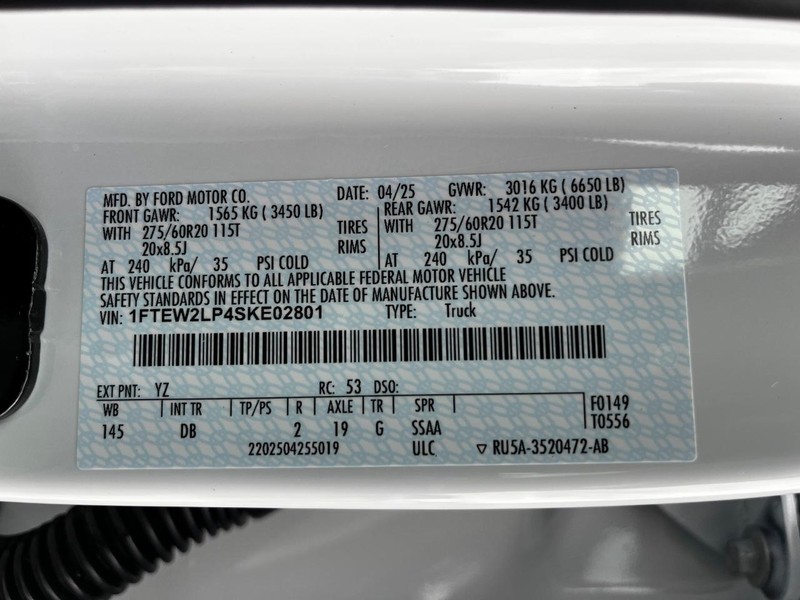 MFD. BY FORD MOTOR CO. DATE: 04/25 GVWR: 3016 KG ( 6650 LB)
FRONT GAWR: 1565 KG ( 3450 LB) REAR GAWR: 1542 KG ( 3400 LB)
WITH 275/60R20 115T TIRES WITH 275/60R20 115T TIRES
20x8.5J RIMS 20x8.5J RIMS
AT 240 kPa/ 35 PSI COLD AT 240 kPa/ 35 PSI COLD
THIS VEHICLE CONFORMS TO ALL APPLICABLE FEDERAL MOTOR VEHICLE
SAFETY STANDARDS IN EFFECT ON THE DATE OF MANUFACTURE SHOWN ABOVE.
VIN: 1FTEW2LP4SKE02801 TYPE: Truck
EXT PNT: YZ RC: 53 DSO:
WB INT TR TP/PS R AXLE TR SPR F0149
145 DB 2 19 G SSAA T0556
2202504255019 ULC ▽ RU5A-3520472-AB